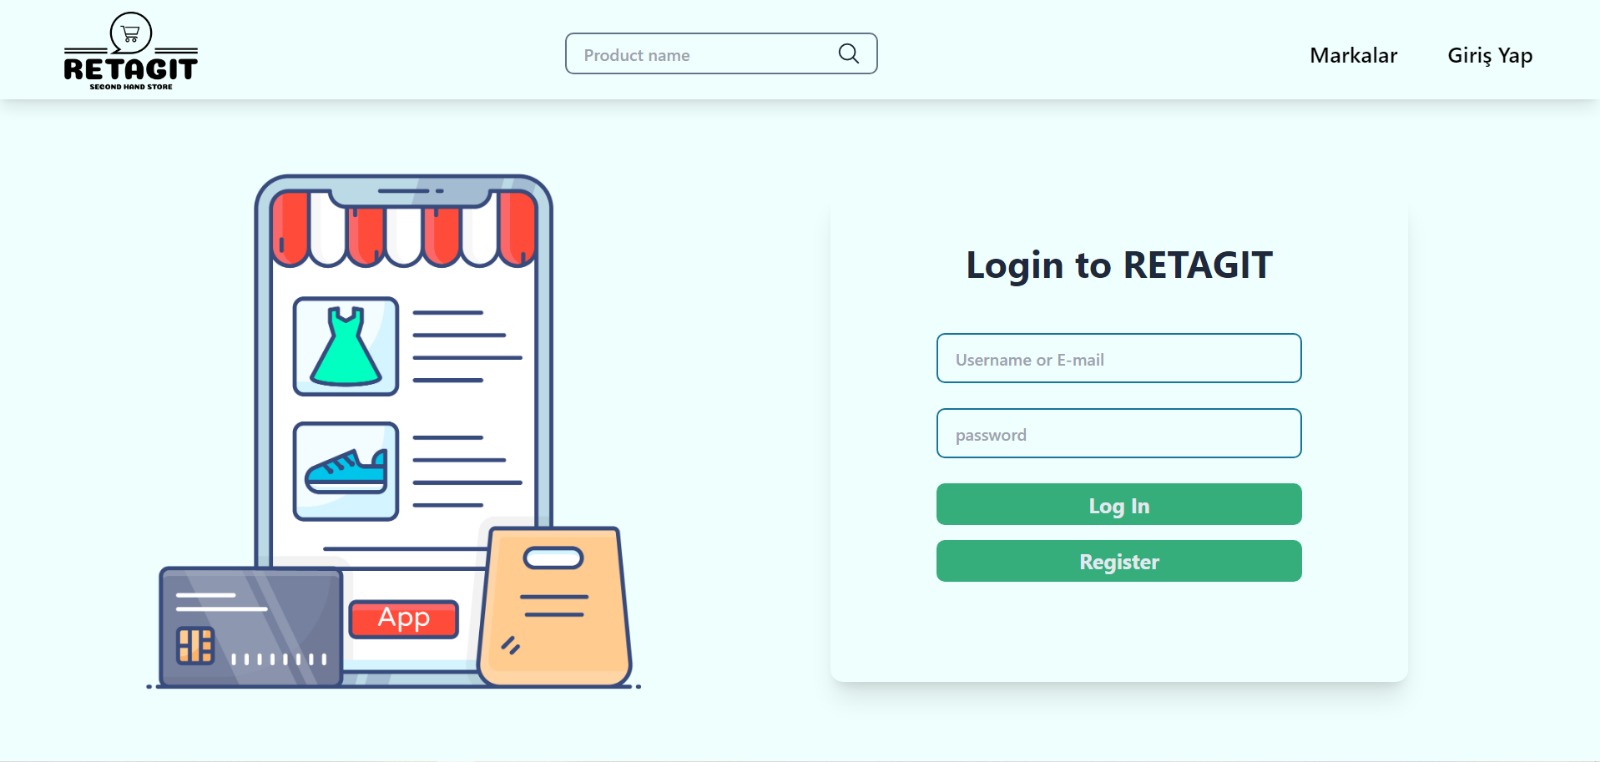 RETAGIT
SECOND HAND STORE
Product name
Markalar
Giriş Yap
App
Login to RETAGIT
Username or E-mail
password
Log In
Register